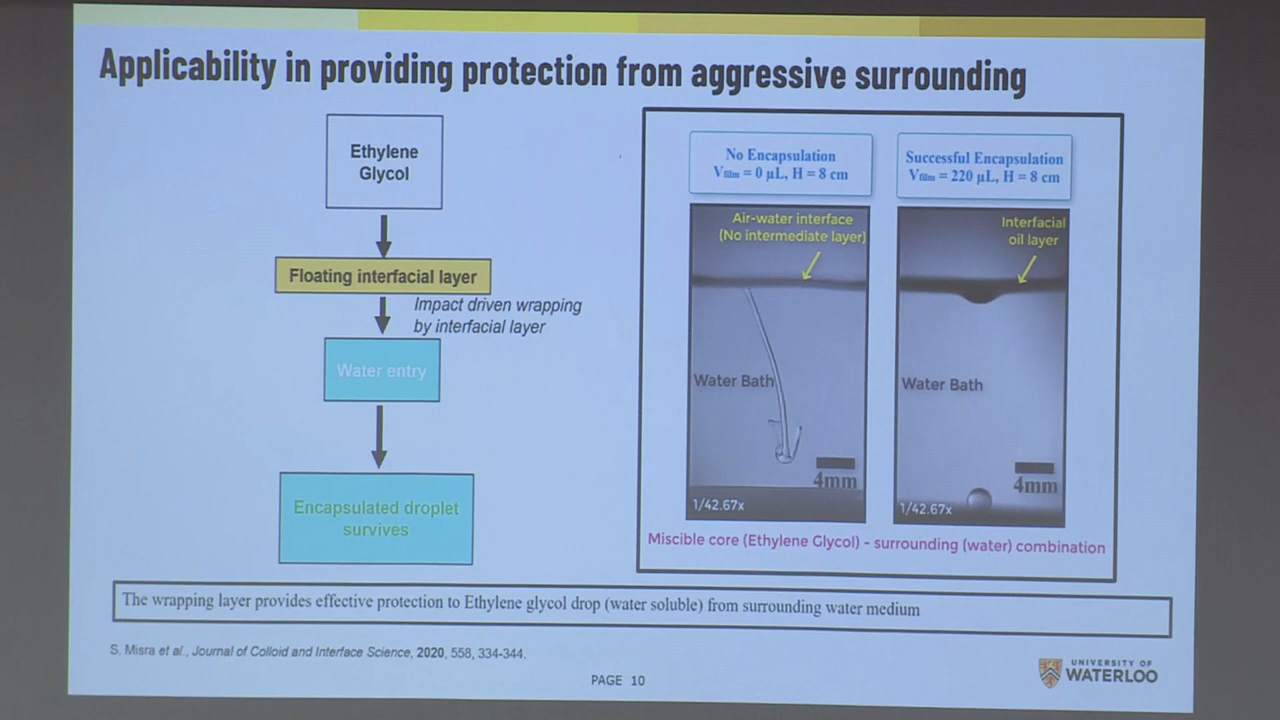 Applicability in providing protection from aggressive surrounding
Ethylene
Glycol
Floating interfacial layer
Impact driven wrapping
by interfacial layer
Water entry
Encapsulated droplet
survives
No Encapsulation
Vfilm = 0 µL, H = 8 cm
Air-water interface
(No intermediate layer)
Water Bath
4mm
1/42.67x
Successful Encapsulation
Vfilm = 220 µL, H = 8 cm
Interfacial
oil layer
Water Bath
4mm
1/42.67x
Miscible core (Ethylene Glycol) - surrounding (water) combination
The wrapping layer provides effective protection to Ethylene glycol drop (water soluble) from surrounding water medium
S. Misra et al., Journal of Colloid and Interface Science, 2020, 558, 334-344.
PAGE 10
UNIVERSITY OF
WATERLOO